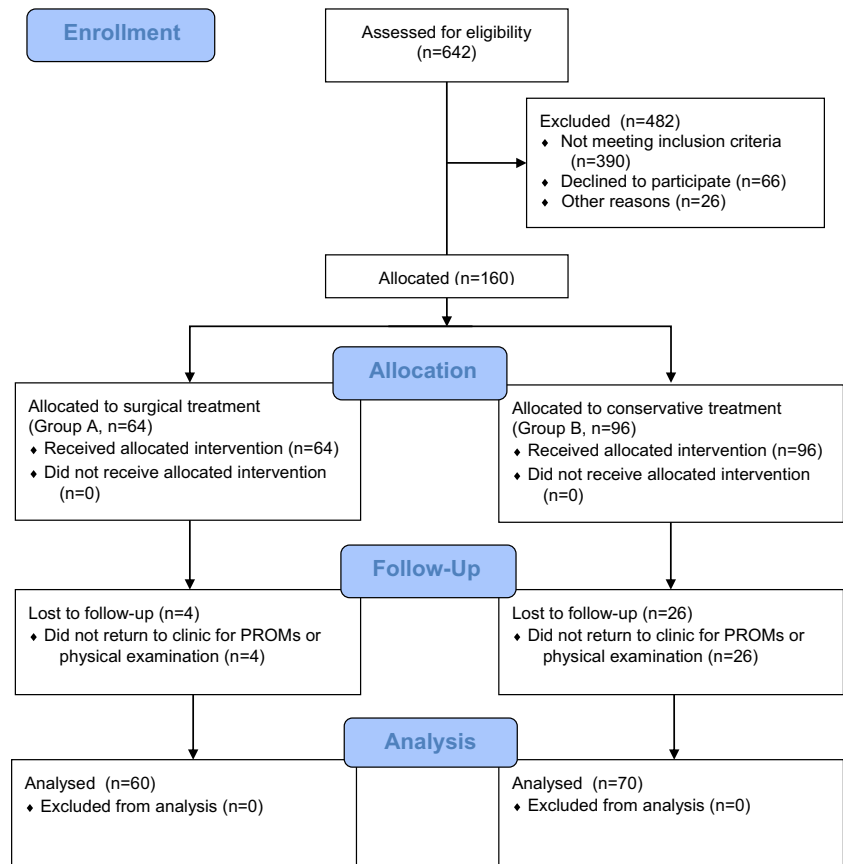 Enrollment
Assessed for eligibility
(n=642)
Excluded (n=482)
♦ Not meeting inclusion criteria
(n=390)
♦ Declined to participate (n=66)
♦ Other reasons (n=26)
Allocated (n=160)
Allocation
Allocated to surgical treatment
(Group A, n=64)
♦ Received allocated intervention (n=64)
♦ Did not receive allocated intervention
(n=0)
Allocated to conservative treatment
(Group B, n=96)
♦ Received allocated intervention (n=96)
♦ Did not receive allocated intervention
(n=0)
Follow-Up
Lost to follow-up (n=4)
♦ Did not return to clinic for PROMs or
physical examination (n=4)
Lost to follow-up (n=26)
♦ Did not return to clinic for PROMs or
physical examination (n=26)
Analysis
Analysed (n=60)
♦ Excluded from analysis (n=0)
Analysed (n=70)
♦ Excluded from analysis (n=0)